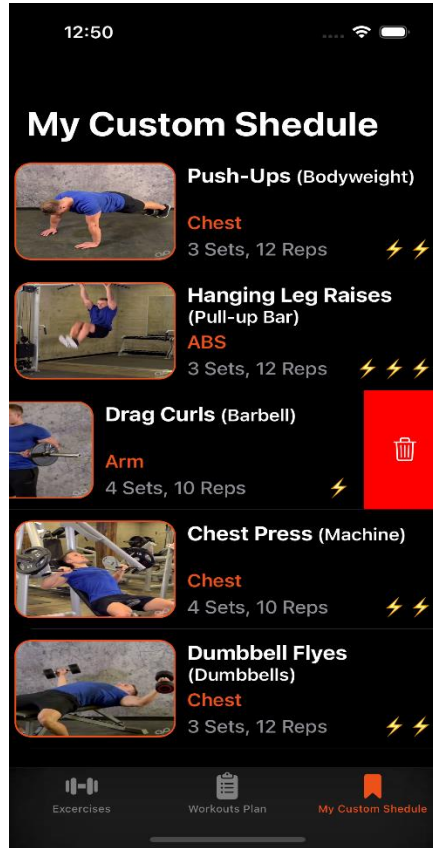 12:50
My Custom Shedule
Push-Ups (Bodyweight)
Chest
3 Sets, 12 Reps
Hanging Leg Raises
(Pull-up Bar)
ABS
3 Sets, 12 Reps
Drag Curls (Barbell)
Arm
4 Sets, 10 Reps
Chest Press (Machine)
Chest
4 Sets, 10 Reps
Dumbbell Flyes
(Dumbbells)
Chest
3 Sets, 12 Reps
Excercises
Workouts Plan
My Custom Shedule